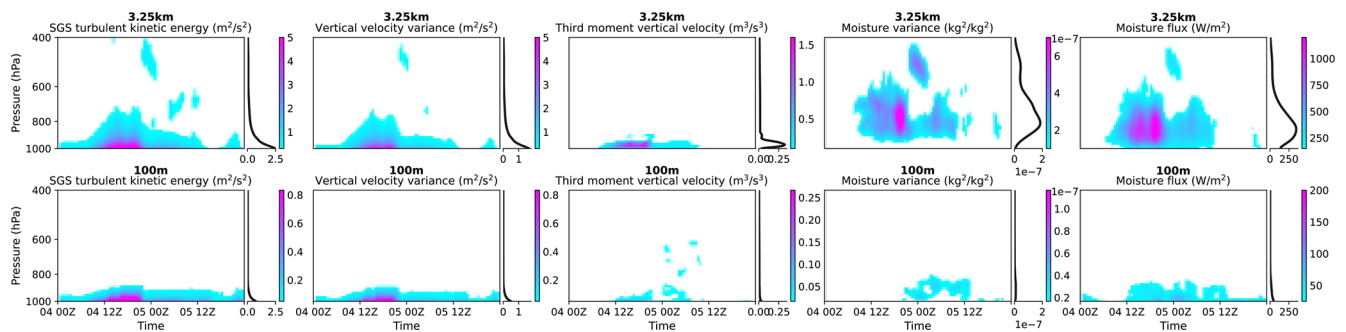 3.25km 3.25km 3.25km 3.25km 3.25km
SGS turbulent kinetic energy (m²/s²) Vertical velocity variance (m²/s²) Third moment vertical velocity (m³/s³) Moisture variance (kg²/kg²) Moisture flux (W/m²)
400 5 5 1.5 1e−7
600 4 4 6 1000
Pressure (hPa) 3 3 1.0 4 750
800 2 2 500
1000 1 1 0.5 2 250
0.0 2.5 0 1 0.00 0.25 0 2 0 250
1e−7
100m 100m 100m 100m 100m
SGS turbulent kinetic energy (m²/s²) Vertical velocity variance (m²/s²) Third moment vertical velocity (m³/s³) Moisture variance (kg²/kg²) Moisture flux (W/m²)
400 0.8 0.8 0.25 1e−7 200
600 0.6 0.6 0.20 1.0 150
Pressure (hPa) 0.4 0.4 0.15 0.8
800 0.10 0.6 100
0.2 0.2 0.05 0.4 50
1000 0.2
04 00Z 04 12Z 05 00Z 05 12Z 0.0 2.5 04 00Z 04 12Z 05 00Z 05 12Z 0 1 04 00Z 04 12Z 05 00Z 05 12Z 0.00 0.25 04 00Z 04 12Z 05 00Z 05 12Z 0 2 04 00Z 04 12Z 05 00Z 05 12Z 0 250
Time Time Time Time 1e−7 Time